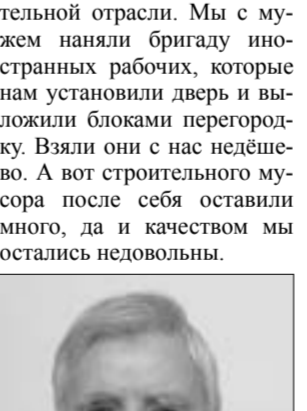 тельной отрасли. Мы с му-
жем наняли бригаду ино-
странных рабочих, которые
нам установили дверь и вы-
ложили блоками перегород-
ку. Взяли они с нас недёше-
во. А вот строительного му-
сора после себя оставили
много, да и качеством мы
остались недовольны.